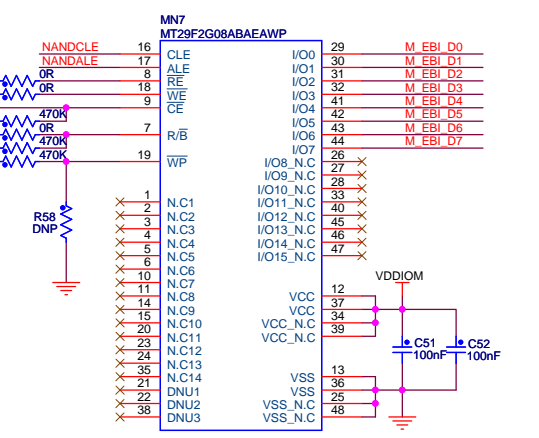 MN7
MT29F2G08ABAEAWP
NANDCLE 16 CLE I/O0 29 M_EBI_D0
NANDALE 17 ALE I/O1 30 M_EBI_D1
0R 8 RE I/O2 31 M_EBI_D2
0R 18 WE I/O3 32 M_EBI_D3
9 CE I/O4 41 M_EBI_D4
470K I/O5 42 M_EBI_D5
0R 7 R/B I/O6 43 M_EBI_D6
470K I/O7 44 M_EBI_D7
470K 19 WP I/O8_N.C 26
I/O9_N.C 27
I/O10_N.C 28
1 N.C1 I/O11_N.C 33
2 N.C2 I/O12_N.C 40
3 N.C3 I/O13_N.C 45
4 N.C4 I/O14_N.C 46
5 N.C5 I/O15_N.C 47
R58
DNP
6 N.C6
10 N.C7 VDDIOM
11 N.C8 VCC 12
14 N.C9 VCC 37
15 N.C10 VCC_N.C 34
20 N.C11 VCC_N.C 39
C51
100nF
C52
100nF
23 N.C12
24 N.C13
35 N.C14 VSS 13
21 DNU1 VSS 36
22 DNU2 VSS_N.C 25
38 DNU3 VSS_N.C 48